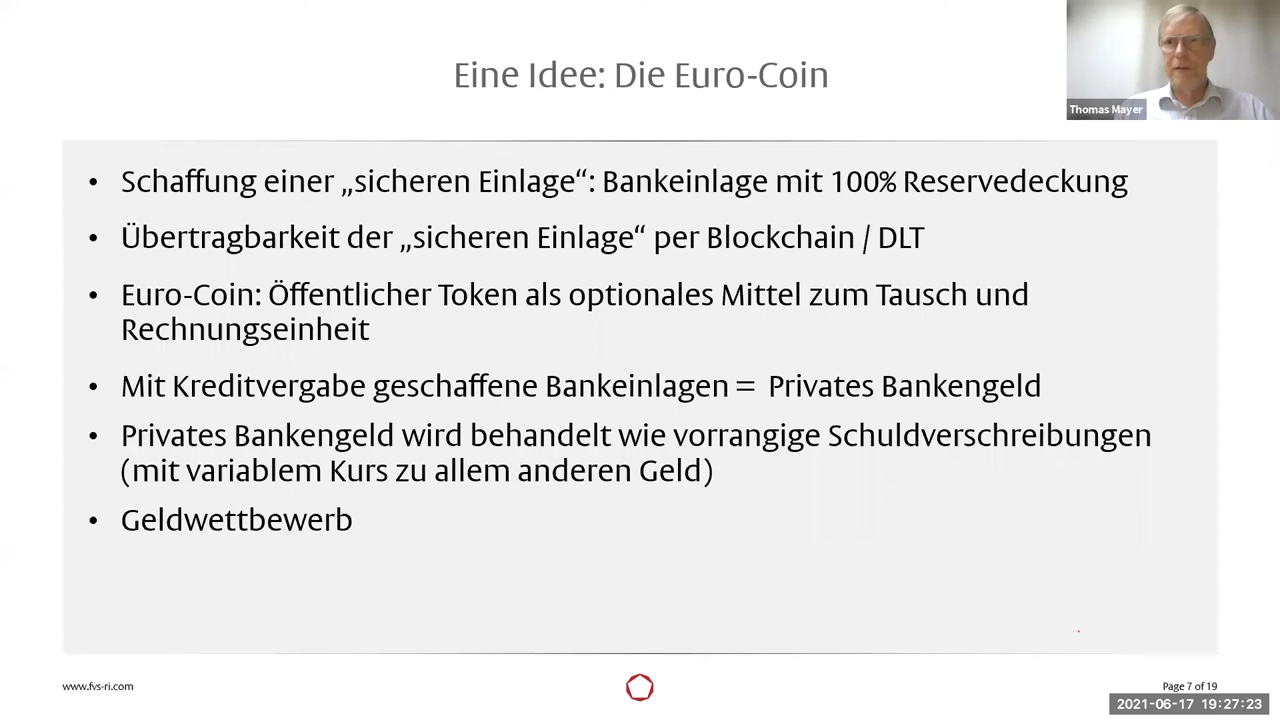 Eine Idee: Die Euro-Coin
Thomas Mayer
• Schaffung einer „sicheren Einlage“: Bankeinlage mit 100% Reservedeckung
• Übertragbarkeit der „sicheren Einlage“ per Blockchain / DLT
• Euro-Coin: Öffentlicher Token als optionales Mittel zum Tausch und
Rechnungseinheit
• Mit Kreditvergabe geschaffene Bankeinlagen = Privates Bankengeld
• Privates Bankengeld wird behandelt wie vorrangige Schuldverschreibungen
(mit variablem Kurs zu allem anderen Geld)
• Geldwettbewerb
www.fvs-ri.com
Page 7 of 19
2021-06-17 19:27:23